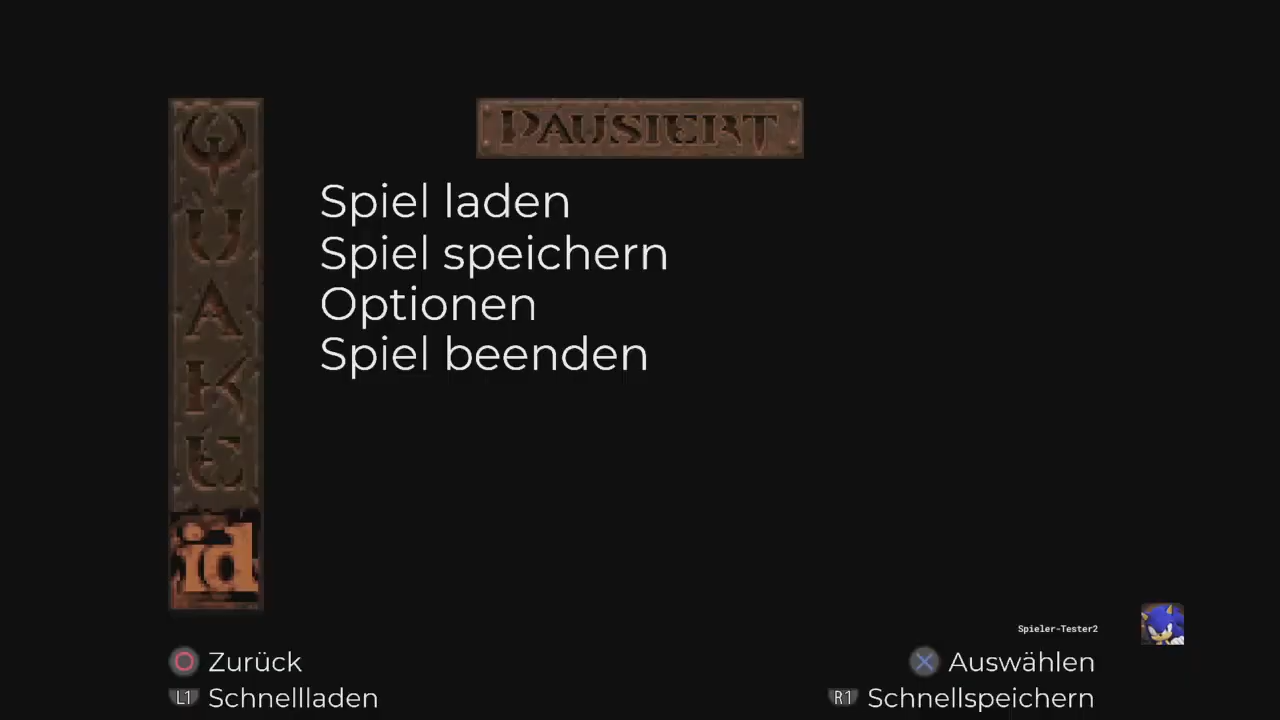 QUAKE
id
PAUSIERT
Spiel laden
Spiel speichern
Optionen
Spiel beenden
Spieler-Tester2
Zurück
Auswählen
L1 Schnellladen
R1 Schnellspeichern